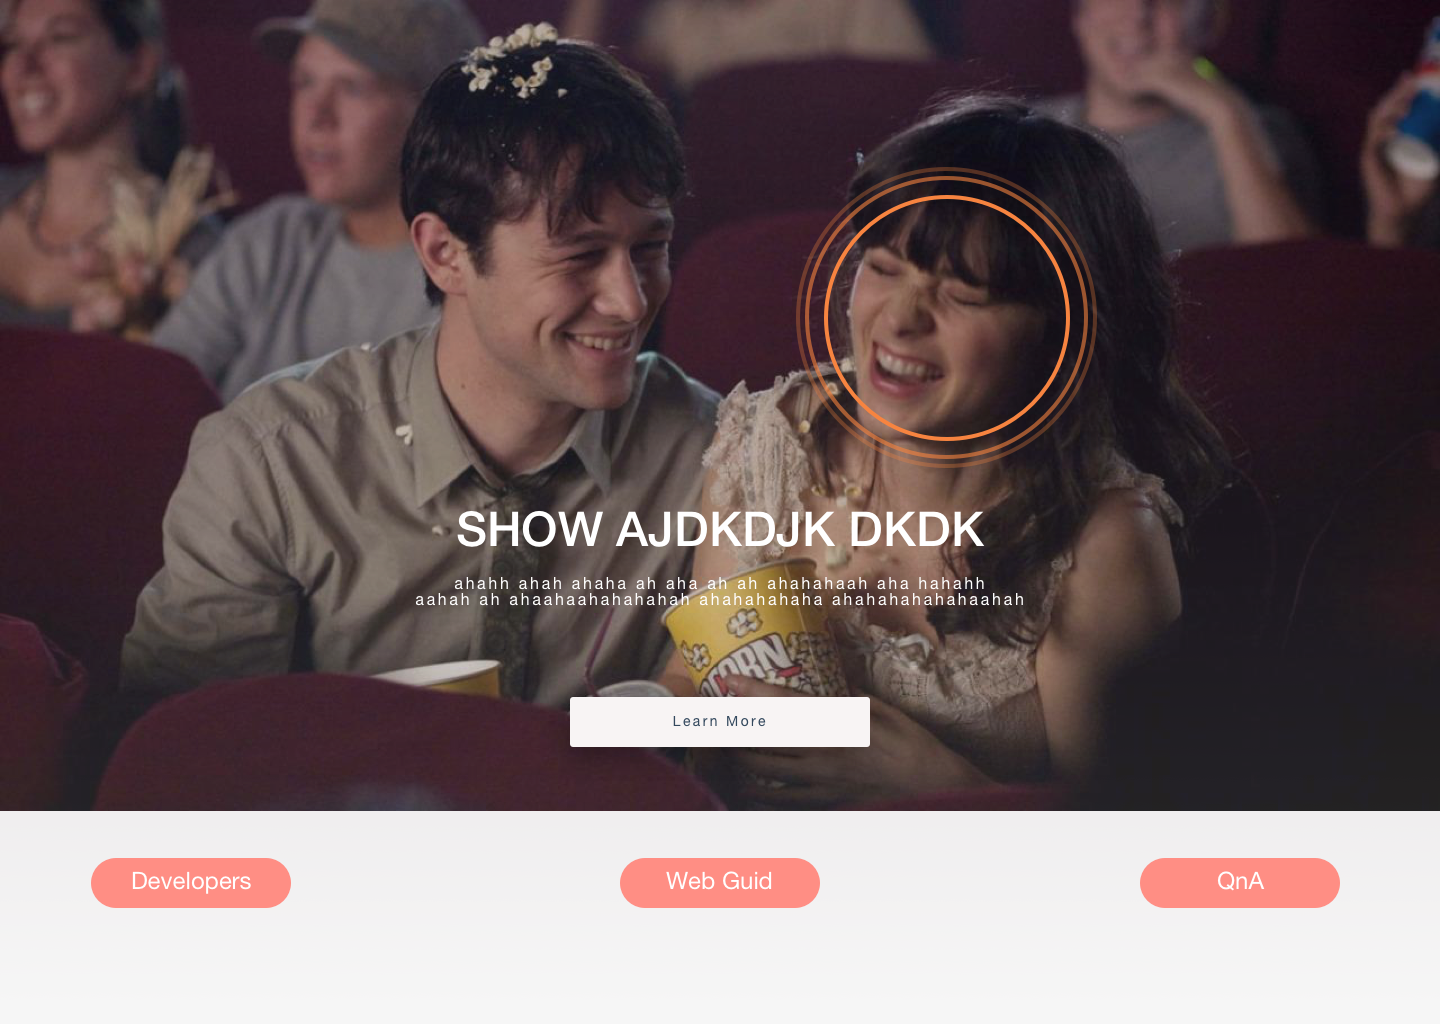 SHOW AJDKDJK DKDK
ahahh ahah ahaha ah aha ah ah ahahahaah aha hahahh
aahah ah ahaahaahahahahah ahahahahaha ahahahahahahaahah
Learn More
Developers
Web Guid
QnA